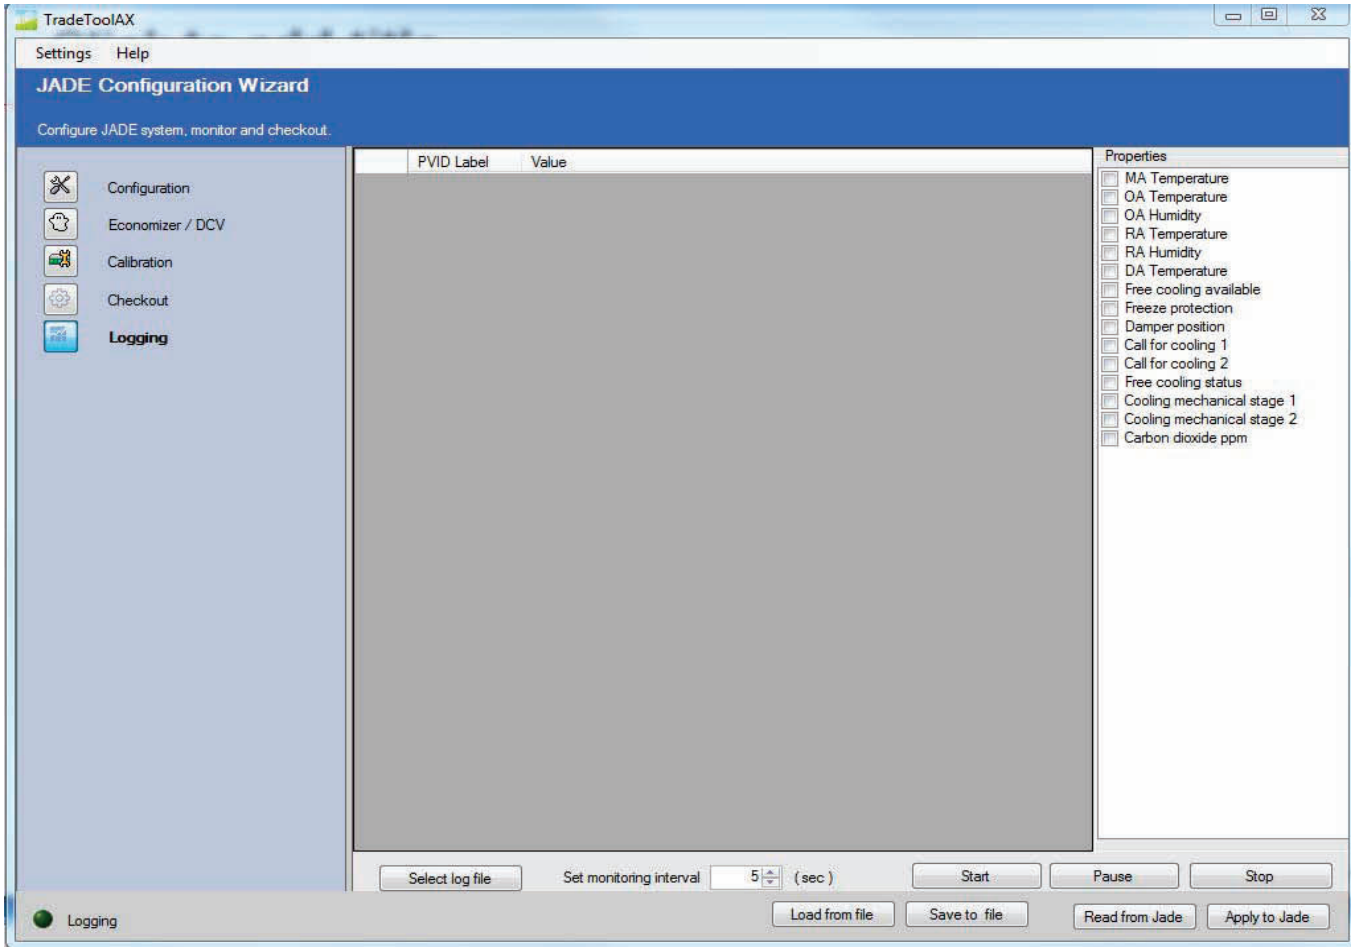 TradeToolAX
Settings Help
JADE Configuration Wizard
Configure JADE system, monitor and checkout.
Configuration
Economizer / DCV
Calibration
Checkout
Logging
PVID Label Value
Properties
MA Temperature
OA Temperature
OA Humidity
RA Temperature
RA Humidity
DA Temperature
Free cooling available
Freeze protection
Damper position
Call for cooling 1
Call for cooling 2
Free cooling status
Cooling mechanical stage 1
Cooling mechanical stage 2
Carbon dioxide ppm
Select log file Set monitoring interval 5 ( sec ) Start Pause Stop
Logging Load from file Save to file Read from Jade Apply to Jade